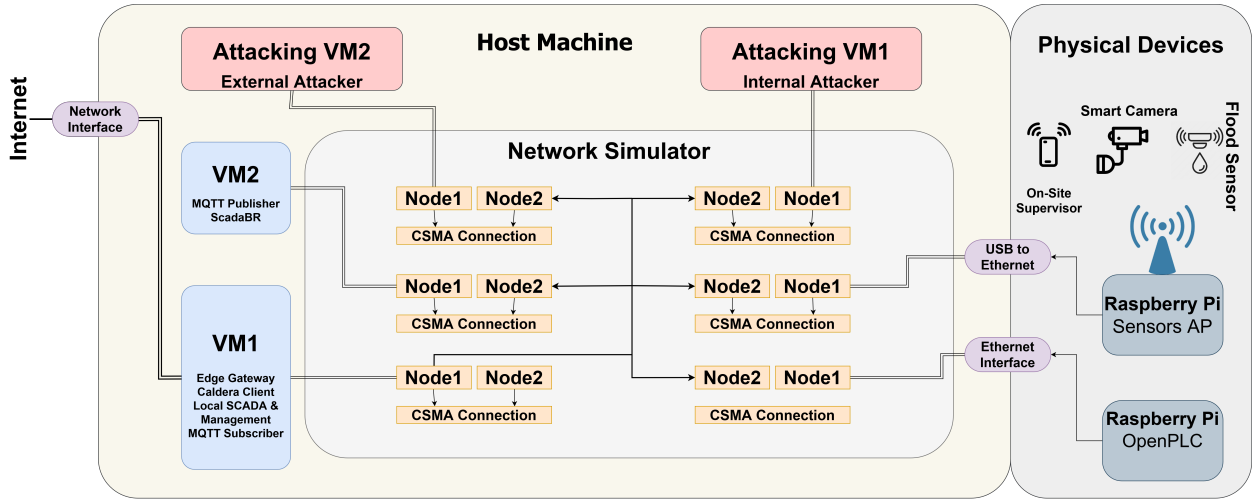 Internet
Network
Interface
Host Machine
Attacking VM2
External Attacker
Attacking VM1
Internal Attacker
VM2
MQTT Publisher
ScadaBR
VM1
Edge Gateway
Caldera Client
Local SCADA &
Management
MQTT Subscriber
Network Simulator
Node1
Node2
CSMA Connection
Node2
Node1
CSMA Connection
Node1
Node2
CSMA Connection
Node2
Node1
CSMA Connection
Node1
Node2
CSMA Connection
Node2
Node1
CSMA Connection
USB to
Ethernet
Ethernet
Interface
Physical Devices
Smart Camera
Flood Sensor
On-Site
Supervisor
Raspberry Pi
Sensors AP
Raspberry Pi
OpenPLC